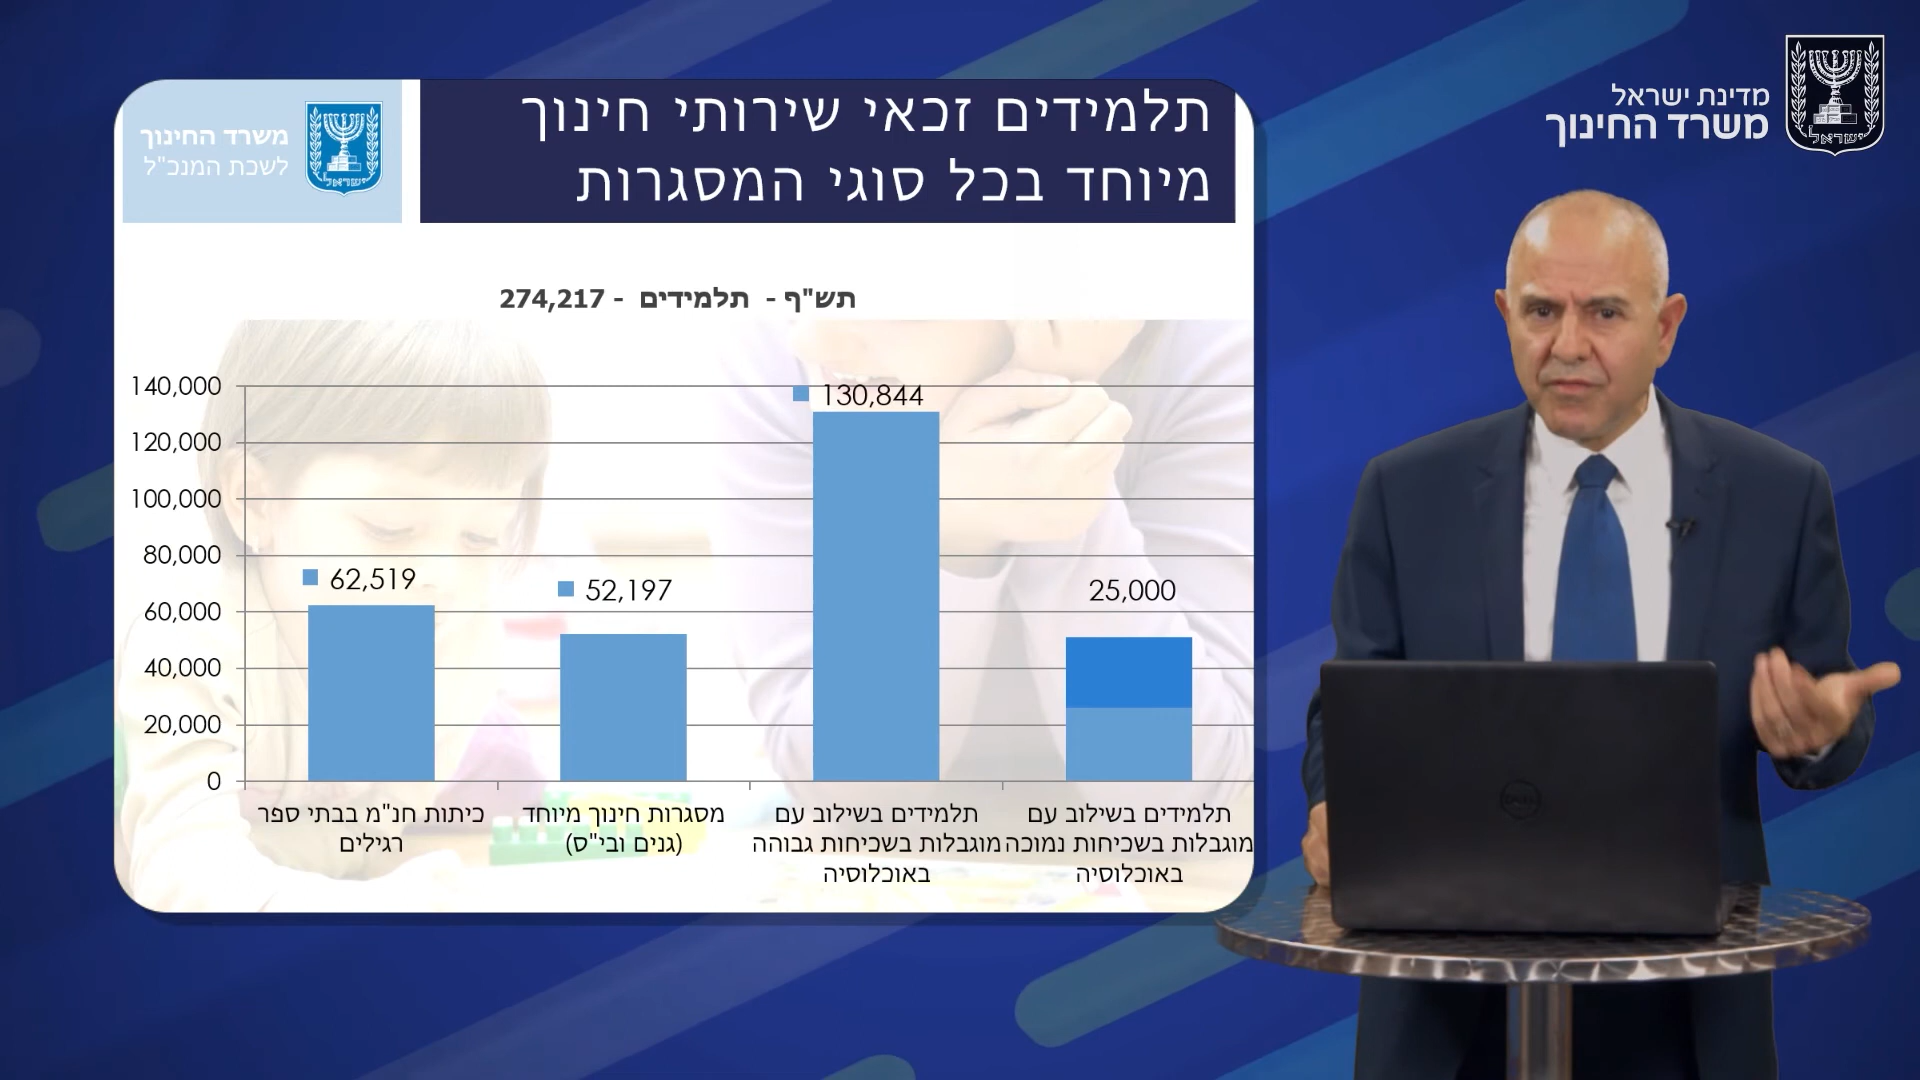 מדינת ישראל
משרד החינוך
ישראל
תלמידים זכאי שירותי חינוך
מיוחד בכל סוגי המסגרות
משרד החינוך
לשכת המנכ"ל
ישראל
תש"ף - תלמידים - 274,217
140,000
120,000
100,000
80,000
60,000
40,000
20,000
0
62,519
52,197
130,844
25,000
כיתות חנ"מ בבתי ספר
רגילים
מסגרות חינוך מיוחד
(גנים ובי"ס)
תלמידים בשילוב עם
מוגבלות בשכיחות גבוהה
באוכלוסיה
תלמידים בשילוב עם
מוגבלות בשכיחות נמוכה
באוכלוסיה
DELL